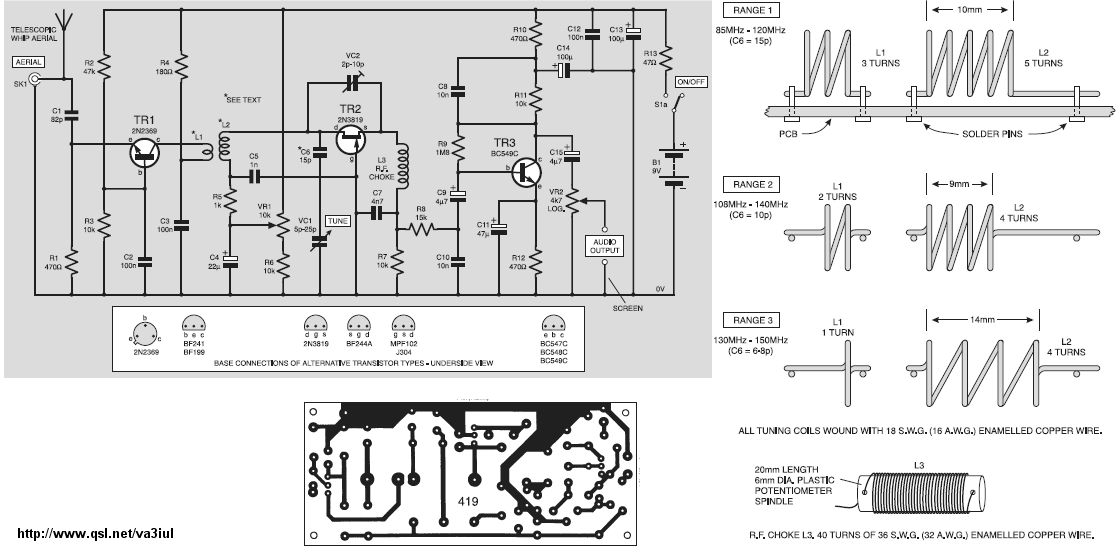 TELESCOPIC
WHIP AERIAL
AERIAL
SK1
C1
82p
R1
470Ω
R2
47k
R3
10k
TR1
2N2369
e
c
b
C2
100n
R4
180Ω
C3
100n
*L1
*L2
*SEE TEXT
R5
1k
C4
22µ
+
C5
1n
VR1
10k
R6
10k
*C6
15p
VC1
5p-25p
TUNE
VC2
2p-10p
TR2
2N3819
d
s
g
L3
R.F.
CHOKE
C7
4n7
R7
10k
R8
15k
C8
10n
R9
1M8
C9
4µ7
+
C10
10n
R10
470Ω
C14
100µ
+
R11
10k
TR3
BC549C
b
c
e
C11
47µ
+
R12
470Ω
C12
100n
C13
100µ
+
C15
4µ7
+
VR2
4k7
LOG.
R13
47Ω
ON/OFF
S1a
B1
9V
+
AUDIO
OUTPUT
SCREEN
0V
b
e
c
2N2369
b e c
BF241
BF199
d g s
2N3819
s g d
BF244A
MPF102
J304
e b c
BC547C
BC548C
BC549C
BASE CONNECTIONS OF ALTERNATIVE TRANSISTOR TYPES - UNDERSIDE VIEW
419
http://www.qsl.net/va3iul
RANGE 1
85MHz - 120MHz
(C6 = 15p)
L1
3 TURNS
10mm
L2
5 TURNS
PCB
SOLDER PINS
RANGE 2
108MHz - 140MHz
(C6 = 10p)
L1
2 TURNS
9mm
L2
4 TURNS
RANGE 3
130MHz - 150MHz
(C6 = 6·8p)
L1
1 TURN
14mm
L2
4 TURNS
ALL TUNING COILS WOUND WITH 18 S.W.G. (16 A.W.G.) ENAMELLED COPPER WIRE.
20mm LENGTH
6mm DIA. PLASTIC
POTENTIOMETER
SPINDLE
L3
R.F. CHOKE L3. 40 TURNS OF 36 S.W.G. (32 A.W.G.) ENAMELLED COPPER WIRE.